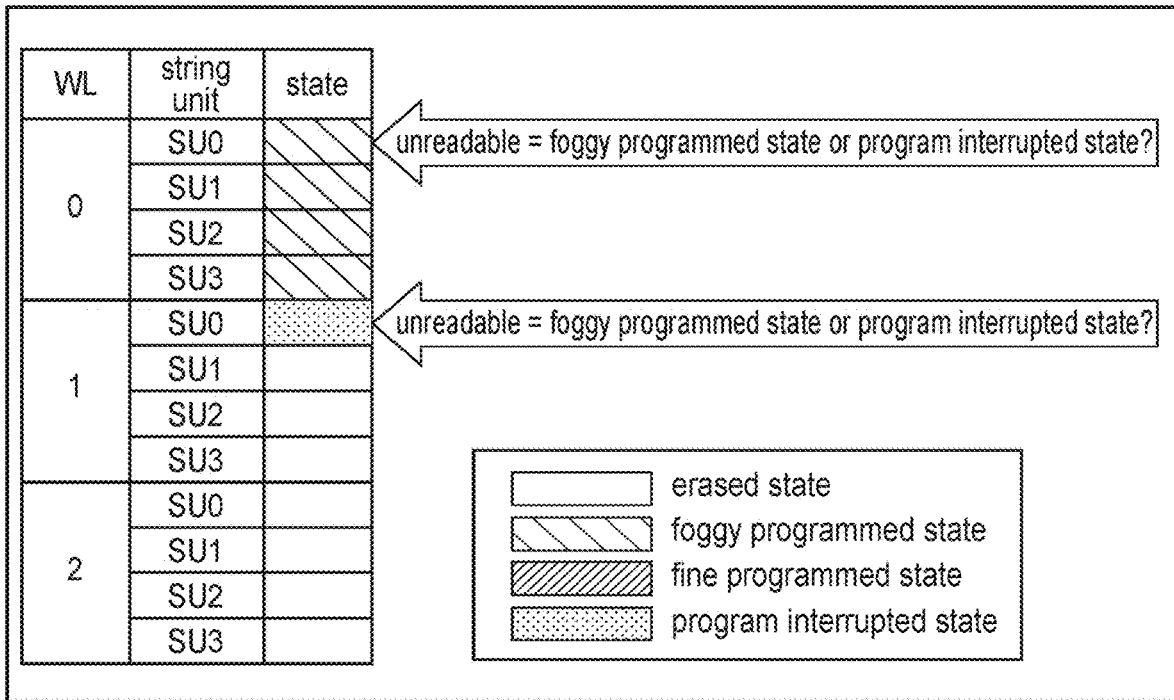 WL string unit state
0 SU0 unreadable = foggy programmed state or program interrupted state?
SU1
SU2
SU3
1 SU0 unreadable = foggy programmed state or program interrupted state?
SU1
SU2
SU3
2 SU0
SU1
SU2
SU3
erased state
foggy programmed state
fine programmed state
program interrupted state